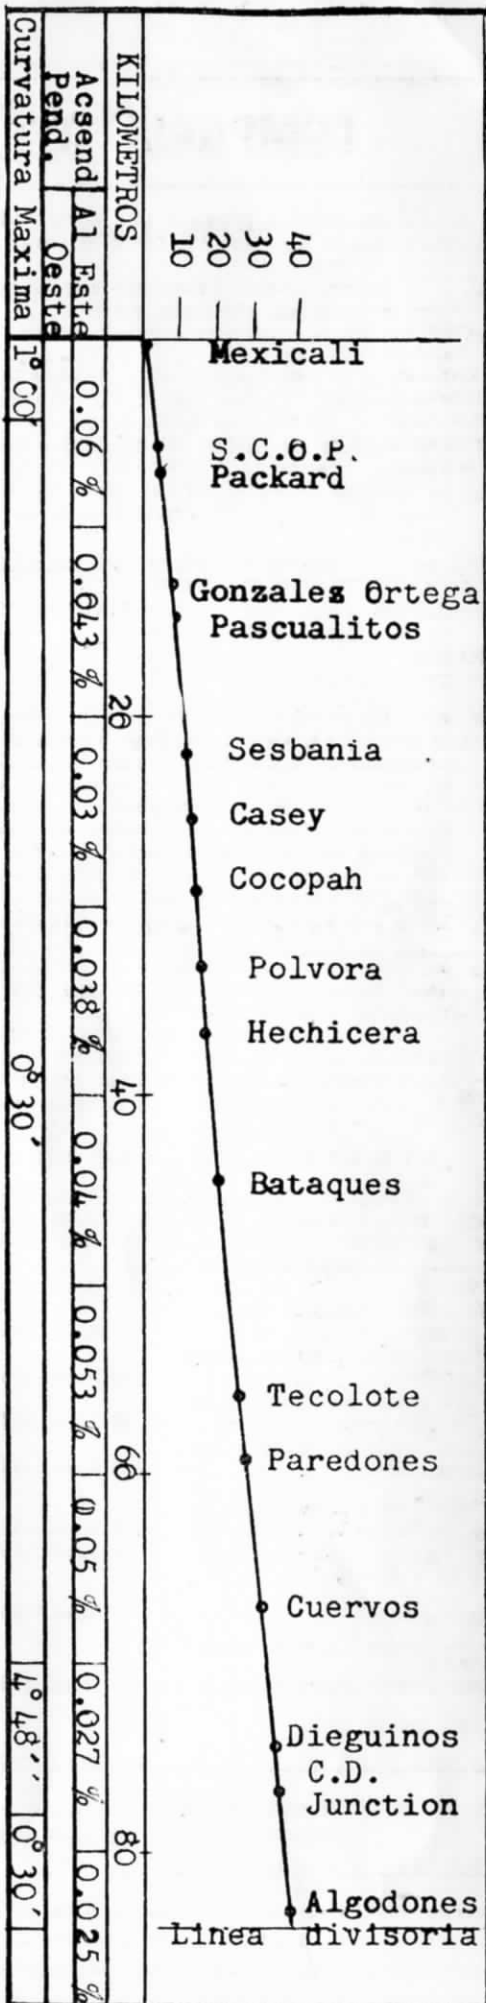 KILOMETROS
Acsend Al Este
Pend. Oeste
Curvatura Maxima
10 20 30 40
Mexicali
S.C.O.P.
Packard
Gonzales Ortega
Pascualitos
Sesbania
Casey
Cocopah
Polvora
Hechicera
Bataques
Tecolote
Paredones
Cuervos
Dieguinos
C.D.
Junction
Algodones
Linea divisoria
20 40 60 80
0.06 % 0.043 % 0.03 % 0.038 % 0.04 % 0.053 % 0.05 % 0.027 % 0.025 %
1°00' 0°30' 4°48'' 0°30'